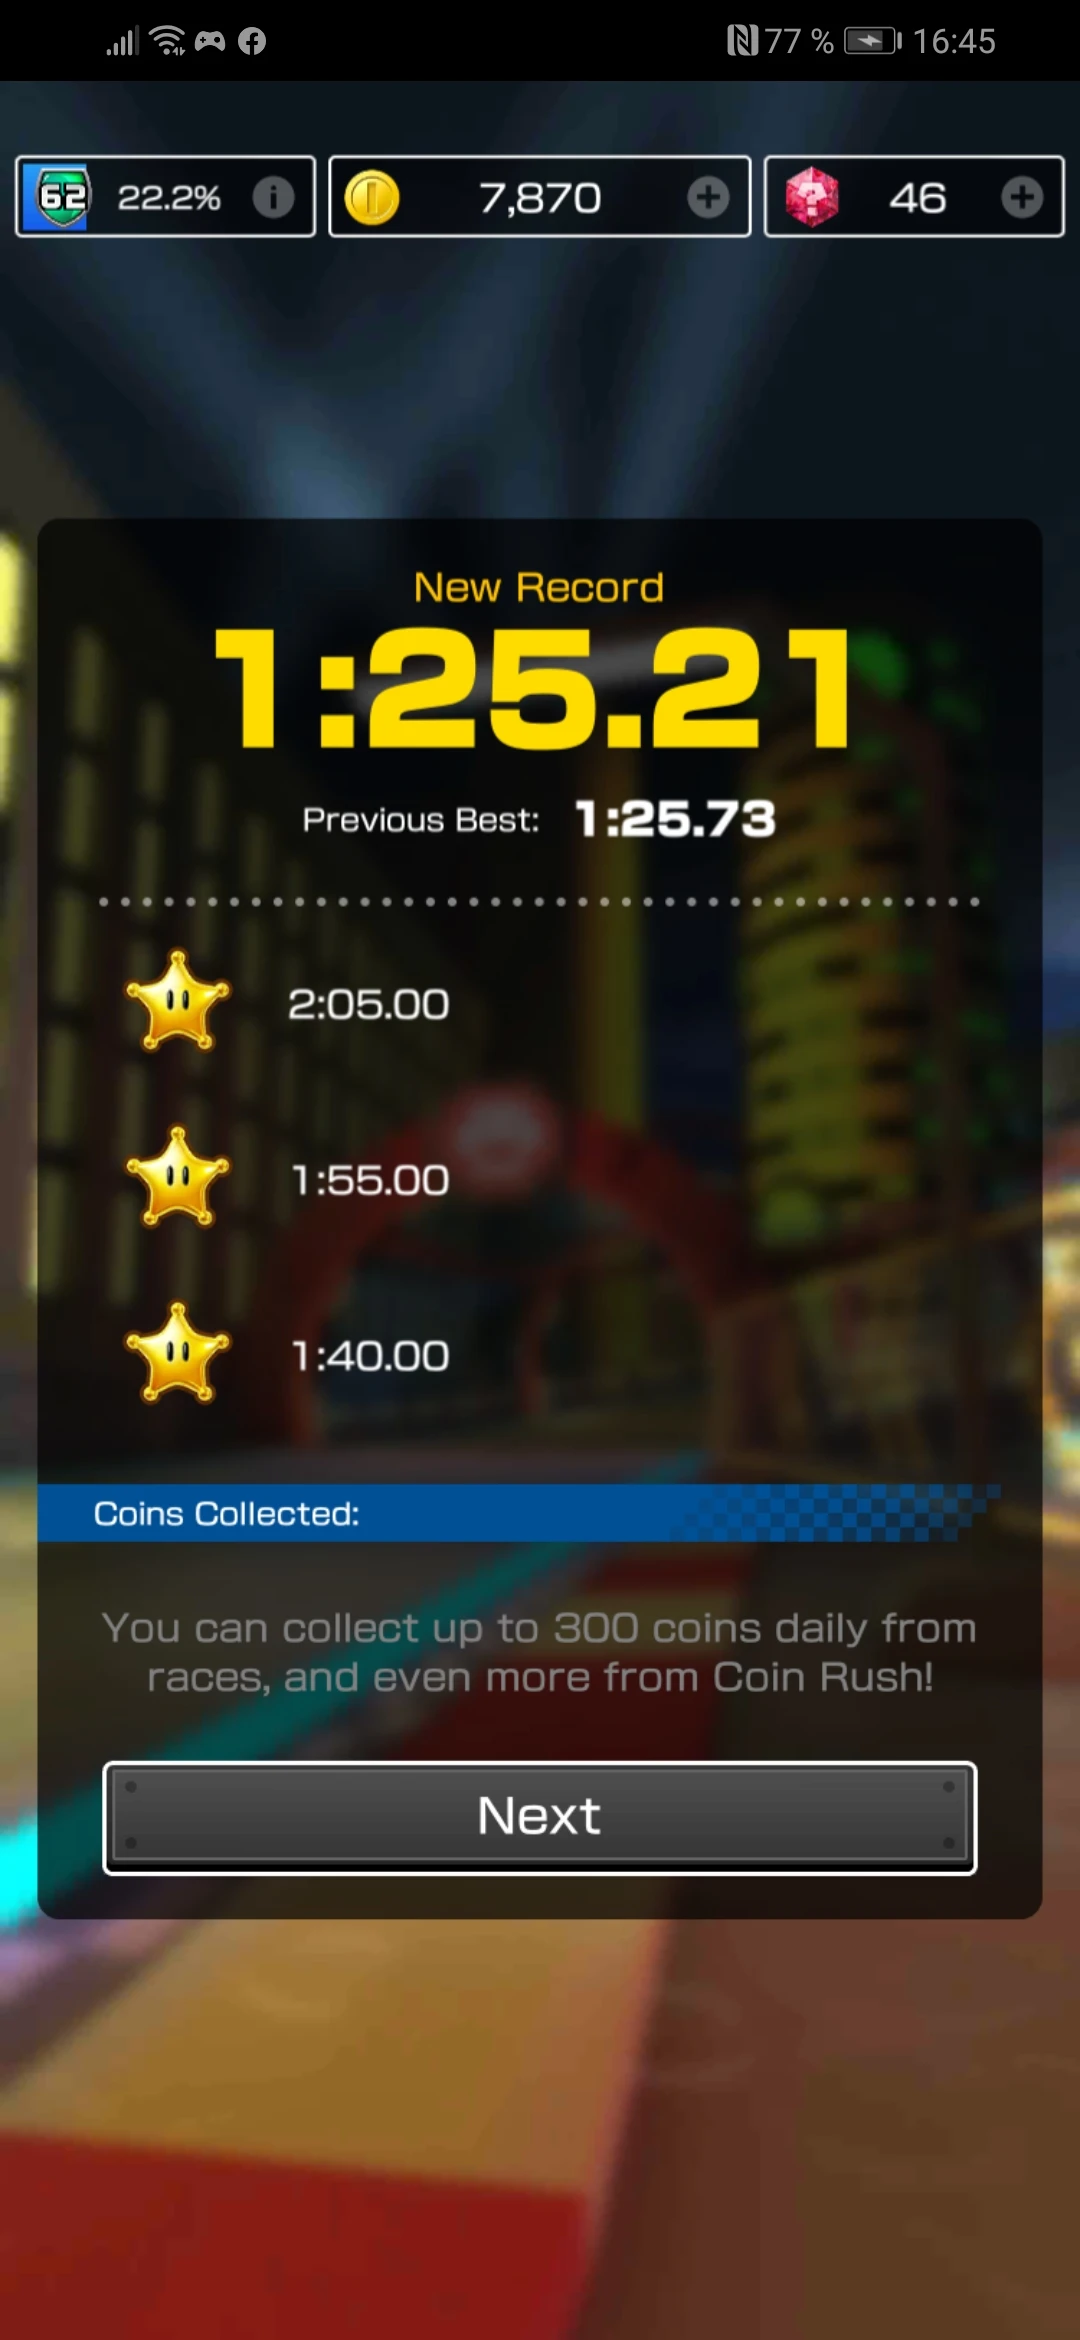 77 % 16:45
62 22.2% i 7,870 + ? 46 +
New Record
1:25.21
Previous Best: 1:25.73
2:05.00
1:55.00
1:40.00
Coins Collected:
You can collect up to 300 coins daily from
races, and even more from Coin Rush!
Next